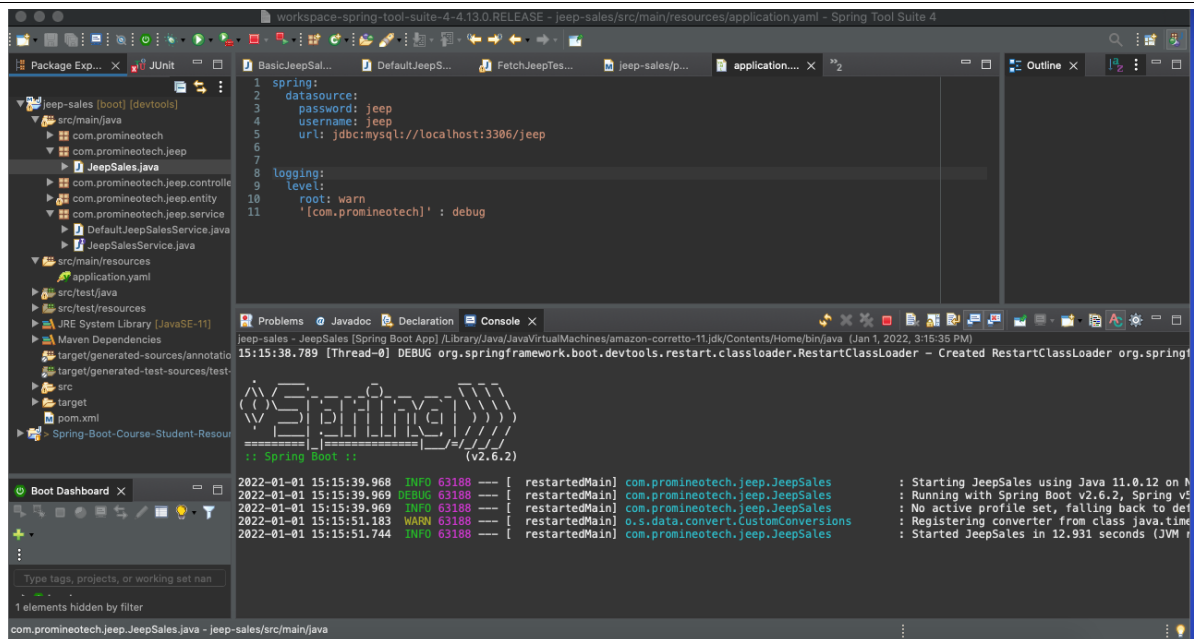 workspace-spring-tool-suite-4-4.13.0.RELEASE - jeep-sales/src/main/resources/application.yaml - Spring Tool Suite 4
Package Exp...
JUnit
BasicJeepSal...
DefaultJeepS...
FetchJeepTes...
jeep-sales/p...
application....
»2
Outline
jeep-sales [boot] [devtools]
src/main/java
com.promineotech
com.promineotech.jeep
JeepSales.java
com.promineotech.jeep.controlle
com.promineotech.jeep.entity
com.promineotech.jeep.service
DefaultJeepSalesService.java
JeepSalesService.java
src/main/resources
application.yaml
src/test/java
src/test/resources
JRE System Library [JavaSE-11]
Maven Dependencies
target/generated-sources/annotatio
target/generated-test-sources/test-
src
target
pom.xml
> Spring-Boot-Course-Student-Resour
1 spring:
2 datasource:
3 password: jeep
4 username: jeep
5 url: jdbc:mysql://localhost:3306/jeep
6
7
8 logging:
9 level:
10 root: warn
11 '[com.promineotech]' : debug
Problems
Javadoc
Declaration
Console
jeep-sales - JeepSales [Spring Boot App] /Library/Java/JavaVirtualMachines/amazon-corretto-11.jdk/Contents/Home/bin/java (Jan 1, 2022, 3:15:35 PM)
15:15:38.789 [Thread-0] DEBUG org.springframework.boot.devtools.restart.classloader.RestartClassLoader - Created RestartClassLoader org.springf
Spring
:: Spring Boot :: (v2.6.2)
2022-01-01 15:15:39.968 INFO 63188 --- [ restartedMain] com.promineotech.jeep.JeepSales : Starting JeepSales using Java 11.0.12 on N
2022-01-01 15:15:39.969 DEBUG 63188 --- [ restartedMain] com.promineotech.jeep.JeepSales : Running with Spring Boot v2.6.2, Spring v5
2022-01-01 15:15:39.969 INFO 63188 --- [ restartedMain] com.promineotech.jeep.JeepSales : No active profile set, falling back to def
2022-01-01 15:15:51.183 WARN 63188 --- [ restartedMain] o.s.data.convert.CustomConversions : Registering converter from class java.time
2022-01-01 15:15:51.744 INFO 63188 --- [ restartedMain] com.promineotech.jeep.JeepSales : Started JeepSales in 12.931 seconds (JVM r
Boot Dashboard
Type tags, projects, or working set nan
1 elements hidden by filter
com.promineotech.jeep.JeepSales.java - jeep-sales/src/main/java